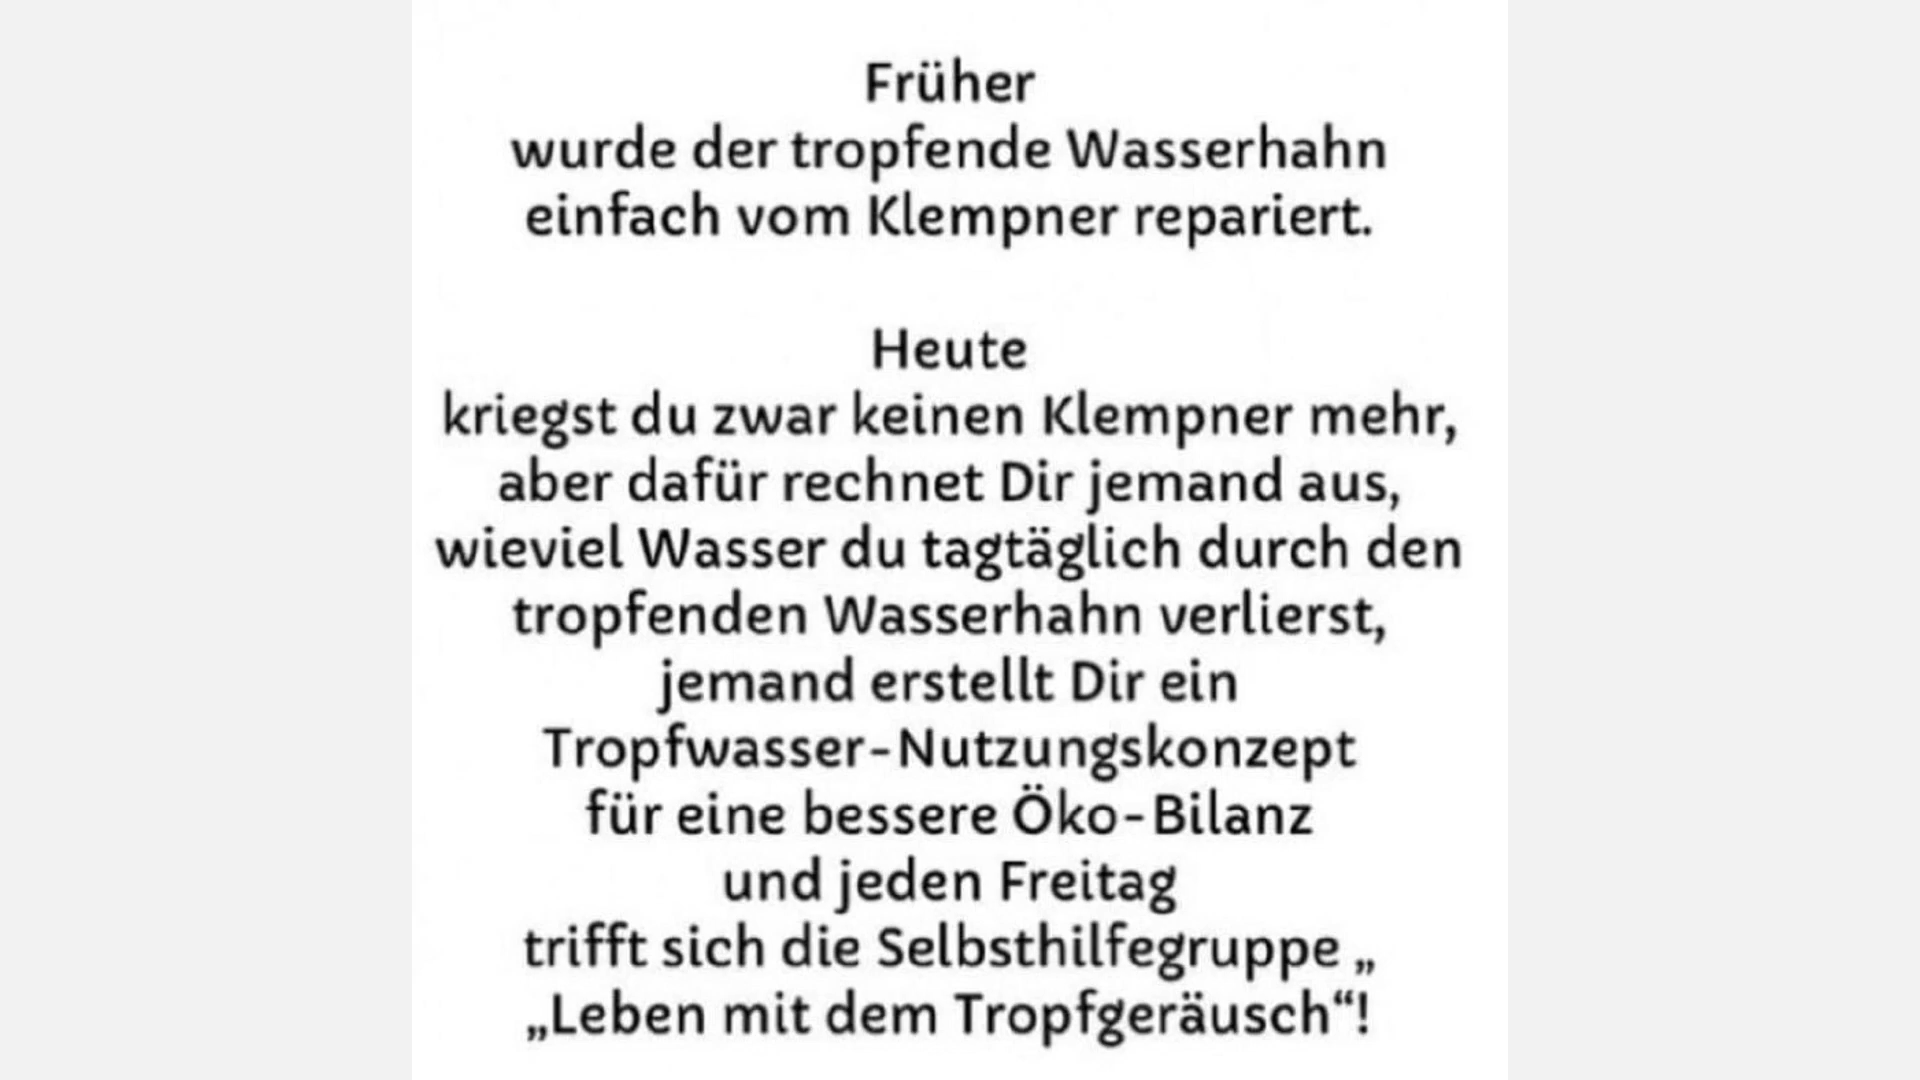 Früher
wurde der tropfende Wasserhahn
einfach vom Klempner repariert.
Heute
kriegst du zwar keinen Klempner mehr,
aber dafür rechnet Dir jemand aus,
wieviel Wasser du tagtäglich durch den
tropfenden Wasserhahn verlierst,
jemand erstellt Dir ein
Tropfwasser-Nutzungskonzept
für eine bessere Öko-Bilanz
und jeden Freitag
trifft sich die Selbsthilfegruppe „
„Leben mit dem Tropfgeräusch“!